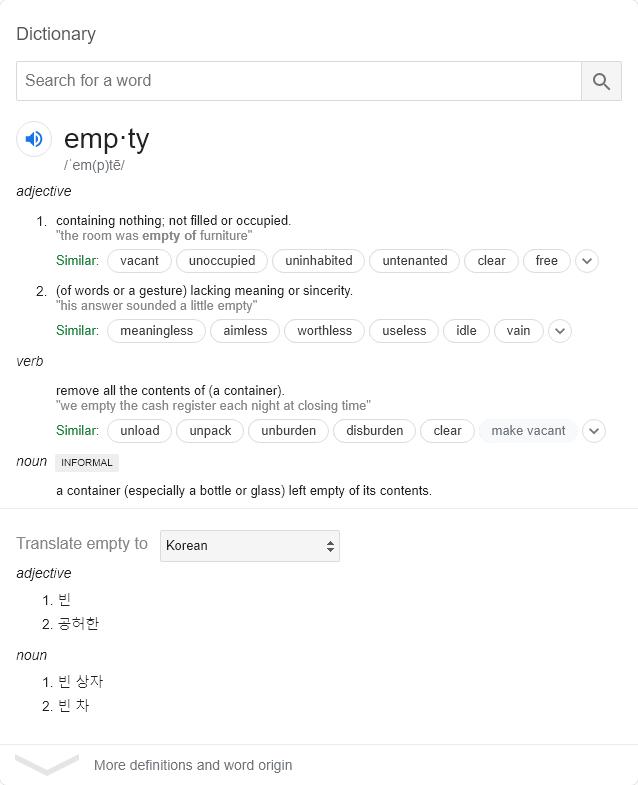 Dictionary
Search for a word
emp·ty
/ˈem(p)tē/
adjective
1. containing nothing; not filled or occupied.
"the room was empty of furniture"
Similar: vacant unoccupied uninhabited untenanted clear free
2. (of words or a gesture) lacking meaning or sincerity.
"his answer sounded a little empty"
Similar: meaningless aimless worthless useless idle vain
verb
remove all the contents of (a container).
"we empty the cash register each night at closing time"
Similar: unload unpack unburden disburden clear make vacant
noun INFORMAL
a container (especially a bottle or glass) left empty of its contents.
Translate empty to Korean
adjective
1. 빈
2. 공허한
noun
1. 빈 상자
2. 빈 차
More definitions and word origin